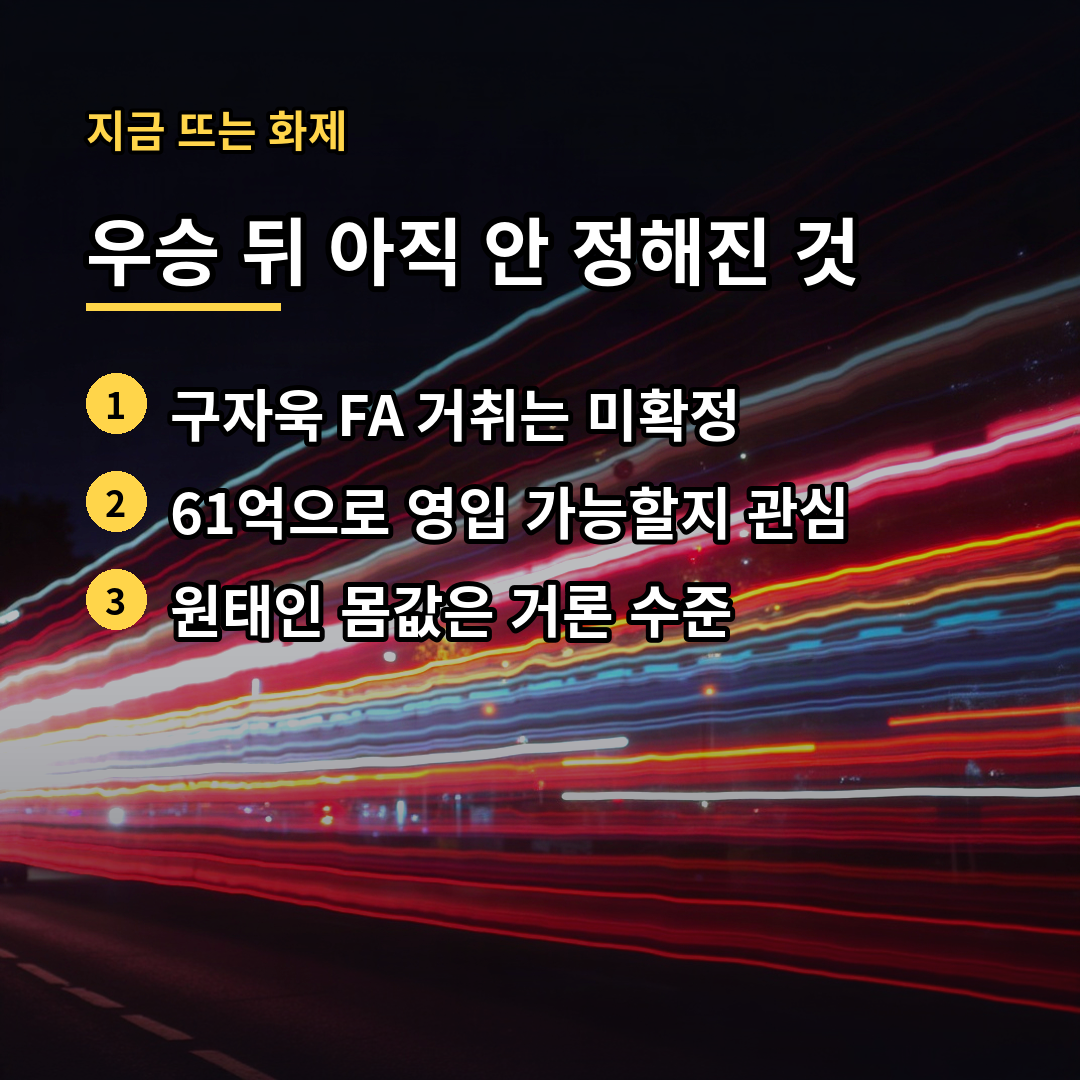 지금 뜨는 화제
우승 뒤 아직 안 정해진 것
1 구자욱 FA 거취는 미확정
2 61억으로 영입 가능할지 관심
3 원태인 몸값은 거론 수준